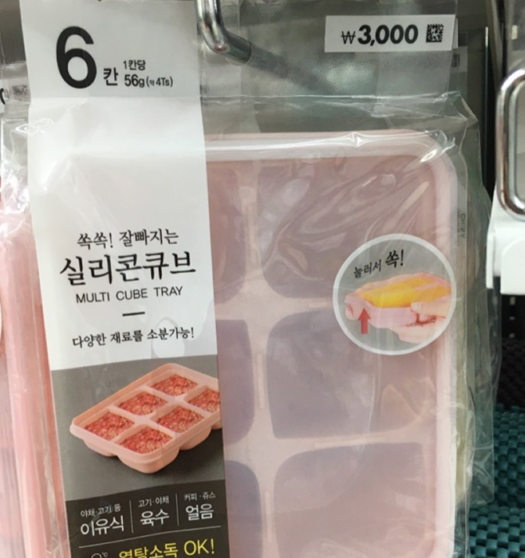 ₩3,000
6칸 1칸당
56g(약 4Ts)
쏙쏙! 잘빠지는
실리콘큐브
MULTI CUBE TRAY
다양한 재료를 소분가능!
눌러서 쏙!
야채·고기 등 고기·야채 커피·쥬스
이유식 육수 얼음
열탕소독 OK!